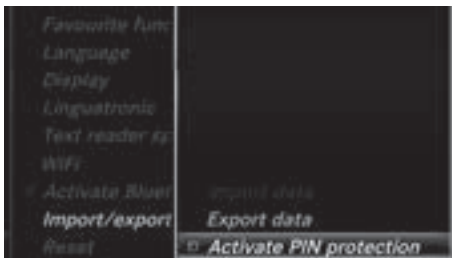 Favourite func
Language
Display
Linguatronic
Text reader sp
WiFi
Activate Bluet
Import data
Import/export
Export data
Reset
Activate PIN protection